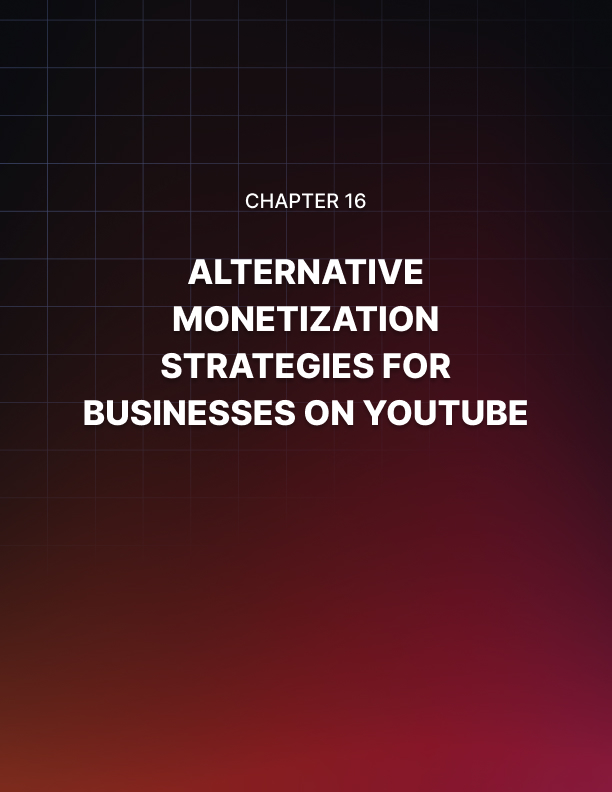 CHAPTER 16
ALTERNATIVE
MONETIZATION
STRATEGIES FOR
BUSINESSES ON YOUTUBE